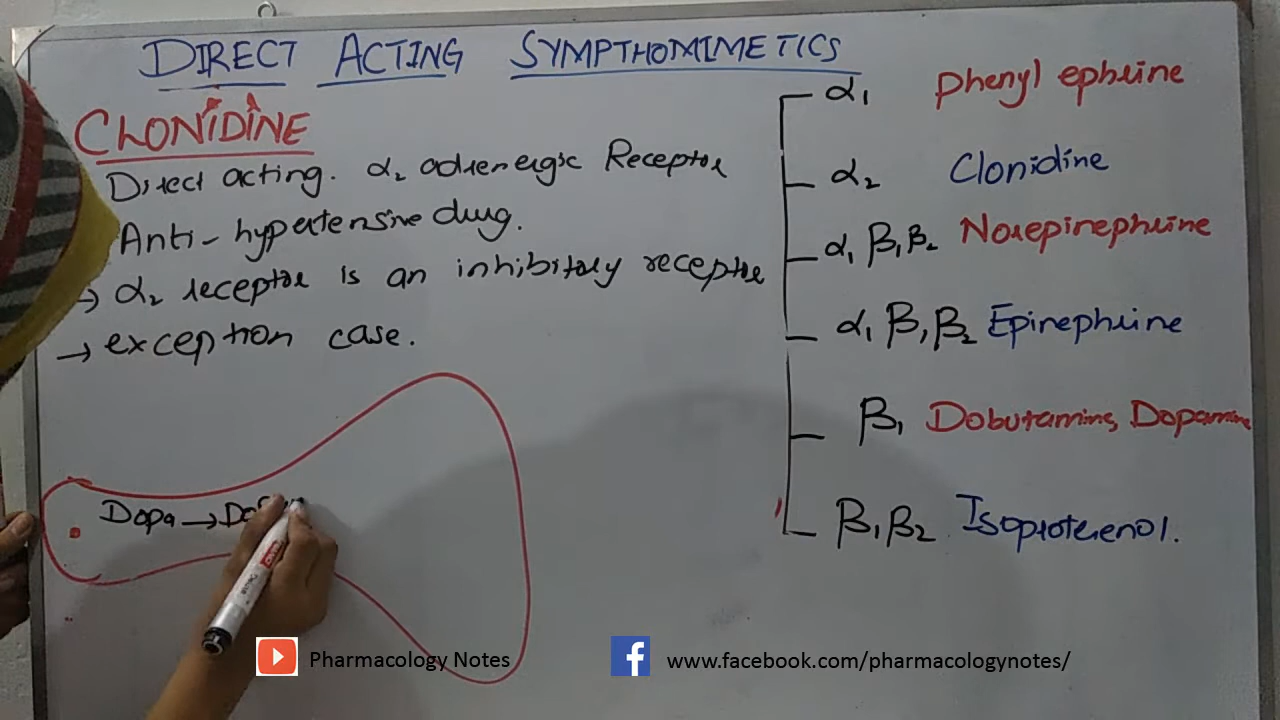 DIRECT ACTING SYMPTHOMIMETICS
CLONIDINE
Direct acting. α₂ adrenergic Receptor
Anti-hypertensive drug.
→ α₂ receptor is an inhibitory receptor
→ exception case.
Dopa →
α₁ Phenyl ephrine
α₂ Clonidine
α₁ β₁ β₂ Norepinephrine
α₁ β₁ β₂ Epinephrine
β₁ Dobutamine, Dopamine
β₁ β₂ Isoproterenol.
Pharmacology Notes
www.facebook.com/pharmacologynotes/